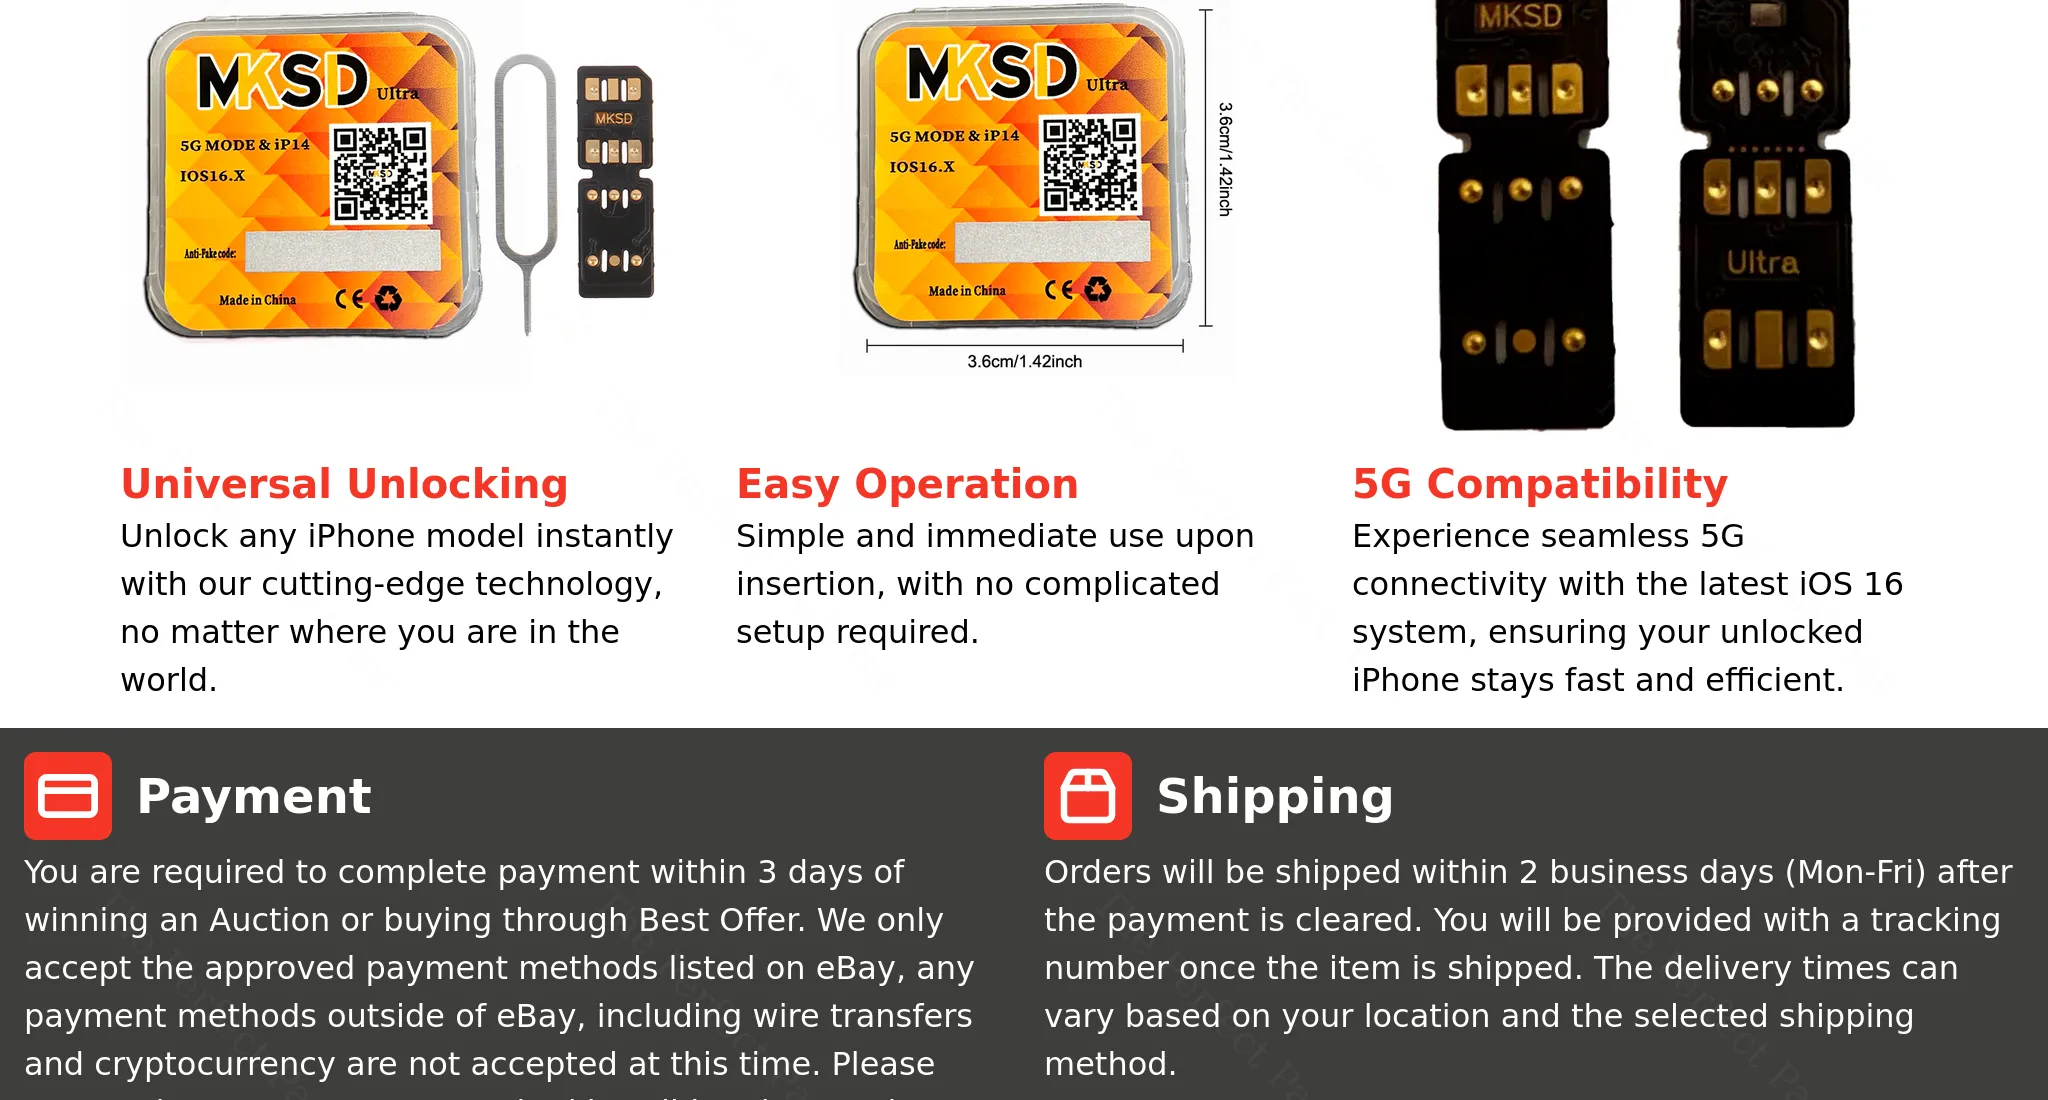 MKSD
Ultra
5G MODE & iP14
IOS16.X
MKSD
Anti-Fake code:
Made in China
CE
MKSD
MKSD
Ultra
5G MODE & iP14
IOS16.X
MKSD
Anti-Fake code:
Made in China
CE
3.6cm/1.42inch
3.6cm/1.42inch
MKSD
Ultra
Universal Unlocking
Unlock any iPhone model instantly
with our cutting-edge technology,
no matter where you are in the
world.
Easy Operation
Simple and immediate use upon
insertion, with no complicated
setup required.
5G Compatibility
Experience seamless 5G
connectivity with the latest iOS 16
system, ensuring your unlocked
iPhone stays fast and efficient.
Payment
You are required to complete payment within 3 days of
winning an Auction or buying through Best Offer. We only
accept the approved payment methods listed on eBay, any
payment methods outside of eBay, including wire transfers
and cryptocurrency are not accepted at this time. Please
Shipping
Orders will be shipped within 2 business days (Mon-Fri) after
the payment is cleared. You will be provided with a tracking
number once the item is shipped. The delivery times can
vary based on your location and the selected shipping
method.